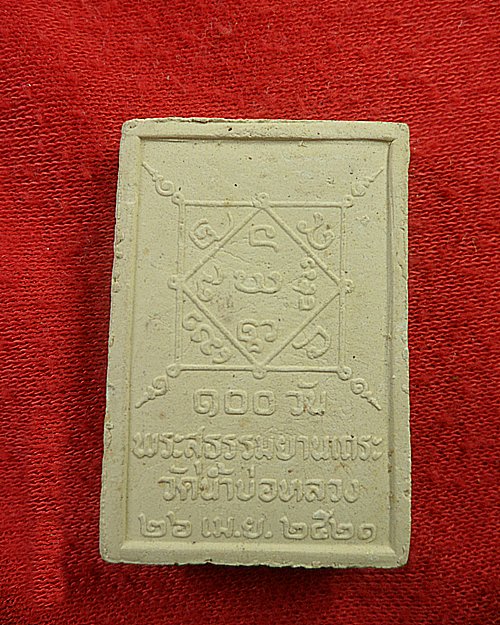 ๑๐๐ วัน
พระสุธรรมยานเถระ
วัดน้ำบ่อหลวง
๒๖ เม.ย. ๒๕๒๑